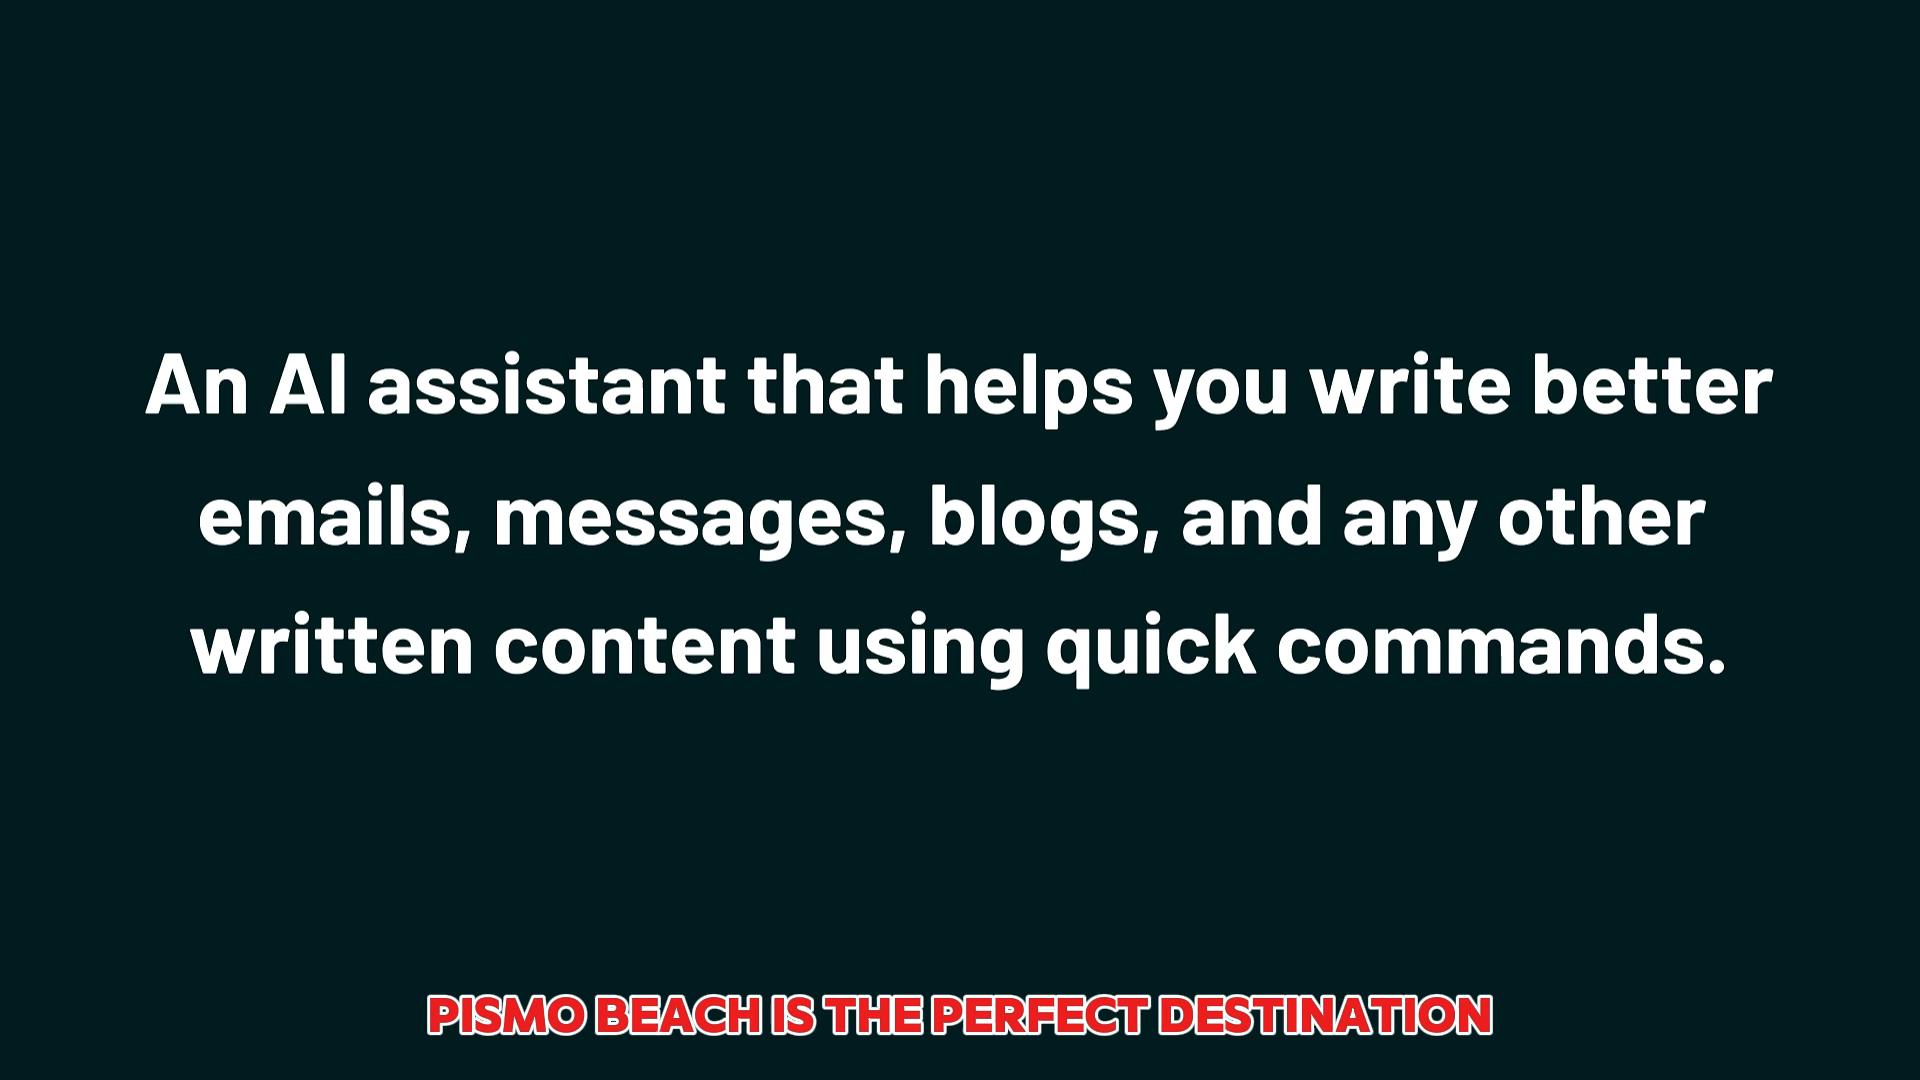 An AI assistant that helps you write better
emails, messages, blogs, and any other
written content using quick commands.
PISMO BEACH IS THE PERFECT DESTINATION